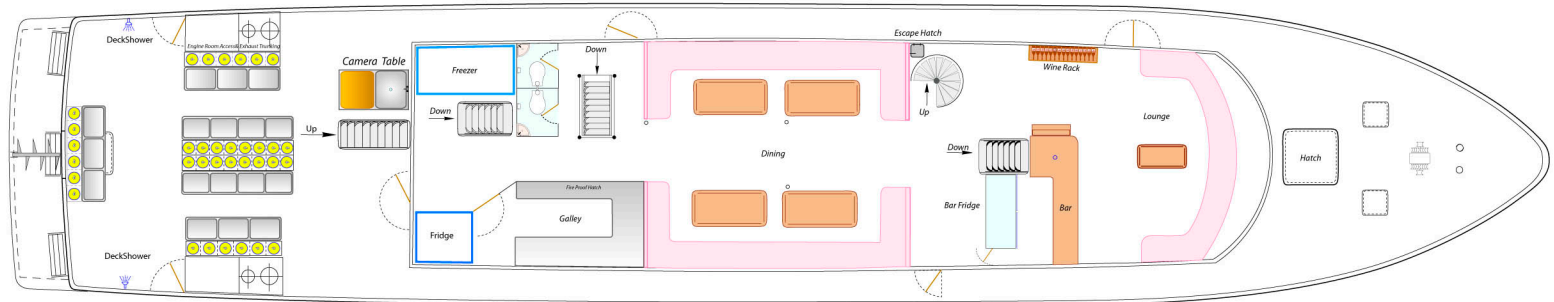 DeckShower
Engine Room Access& Exhaust Trunking
Camera Table
Up
Freezer
Down
Down
Escape Hatch
Up
Wine Rack
Lounge
Hatch
Dining
Down
Fire Proof Hatch
Galley
Fridge
Bar Fridge
Bar
DeckShower